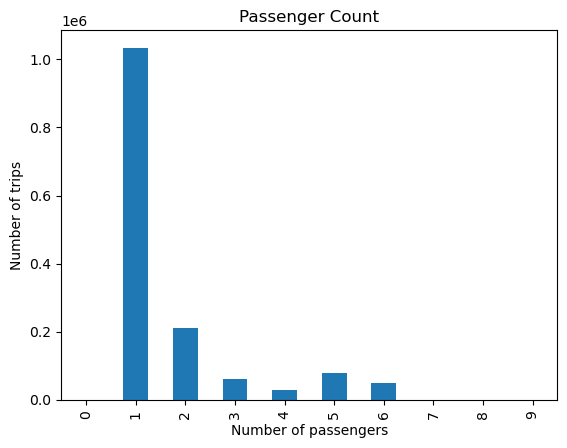 Passenger Count
1e6
Number of trips
1.0
0.8
0.6
0.4
0.2
0.0
0 1 2 3 4 5 6 7 8 9
Number of passengers